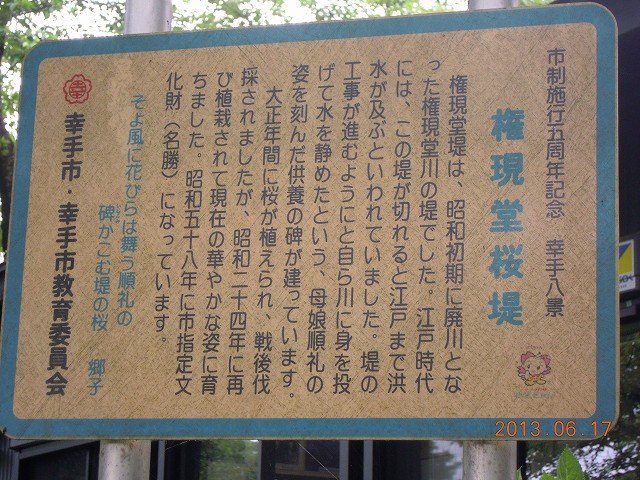 市制施行五周年記念 幸手八景
権現堂桜堤
権現堂堤は、昭和初期に廃川とな
った権現堂川の堤でした。江戸時代
には、この堤が切れると江戸まで洪
水が及ぶといわれていました。堤の
工事が進むようにと自ら川に身を投
げて水を静めたという、母娘順礼の
姿を刻んだ供養の碑が建っています。
大正年間に桜が植えられ、戦後伐
採されましたが、昭和二十四年に再
び植栽されて現在の華やかな姿に育
ちました。昭和五十八年に市指定文
化財（名勝）になっています。
そよ風に花びらは舞う順礼の
碑かこむ堤の桜 郷子
幸手市・幸手市教育委員会
幸
2013.06.17